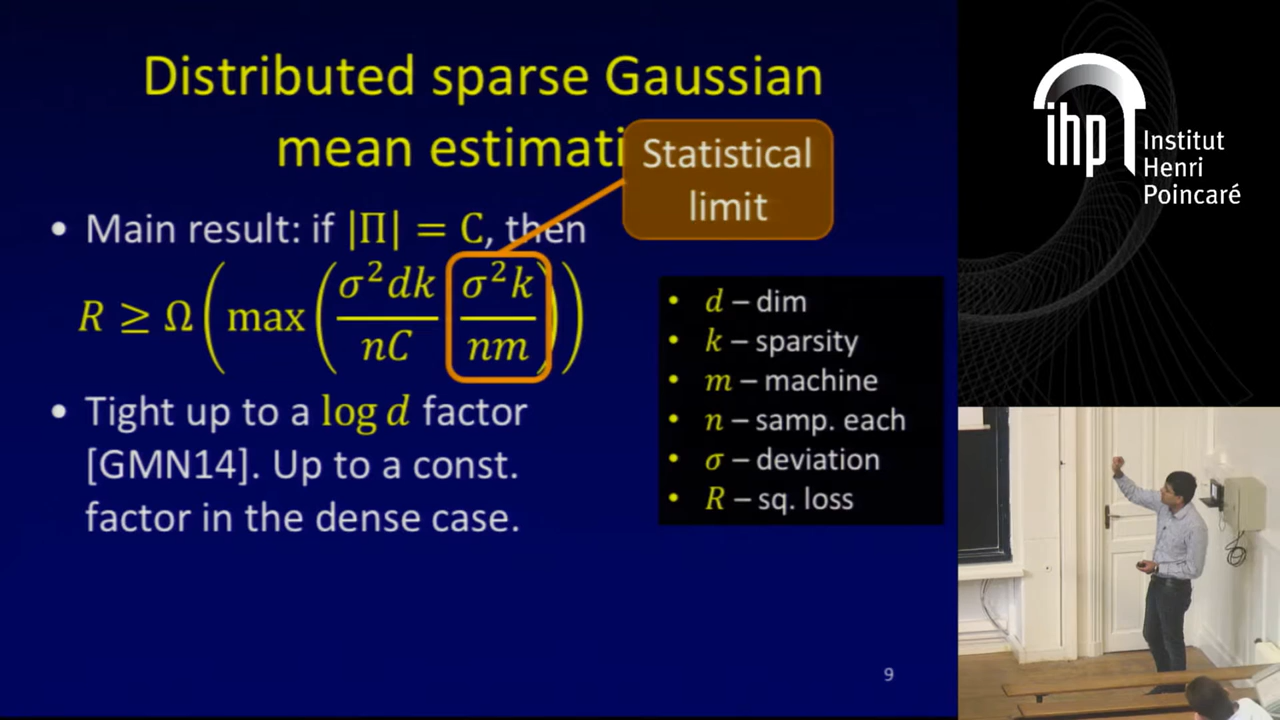 Distributed sparse Gaussian
mean estimati
Statistical
limit
• Main result: if |Π| = C, then
R ≥ Ω(max(σ²dk/nC, σ²k/nm))
• Tight up to a log d factor
[GMN14]. Up to a const.
factor in the dense case.
• d – dim
• k – sparsity
• m – machine
• n – samp. each
• σ – deviation
• R – sq. loss
9
ihp
Institut
Henri
Poincaré